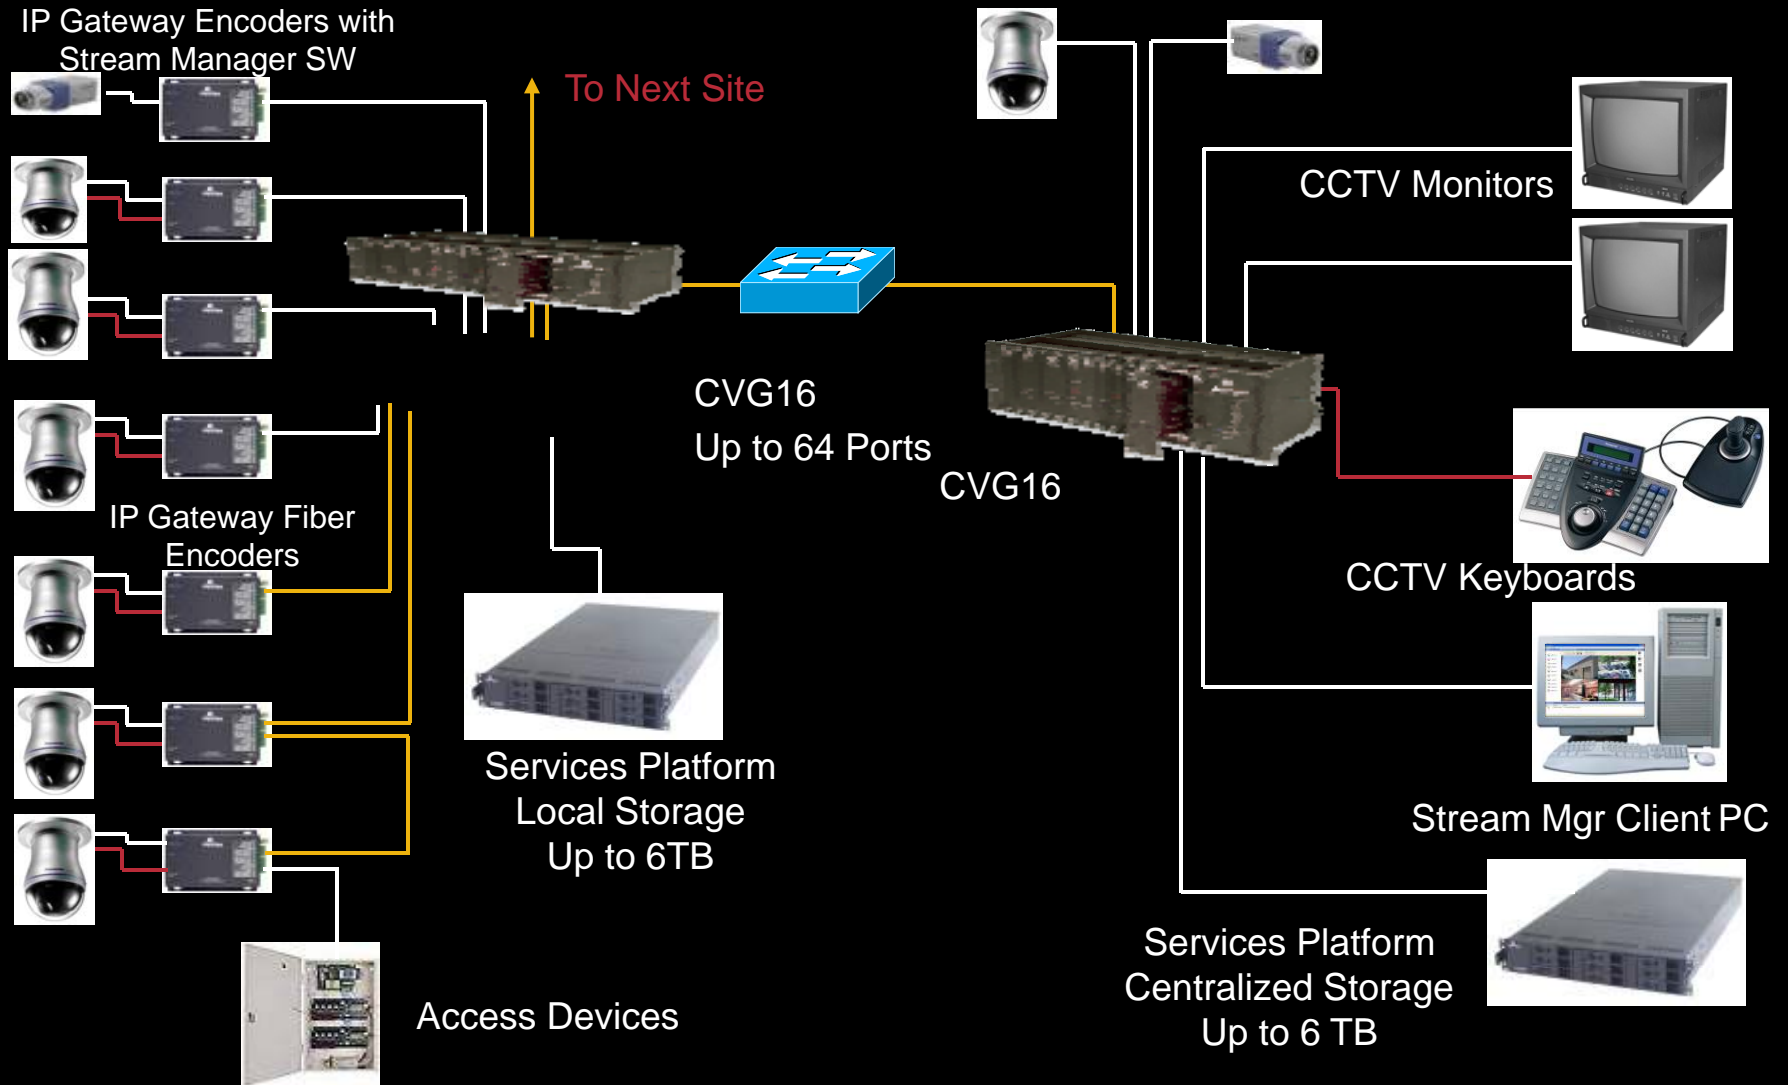 IP Gateway Encoders with
Stream Manager SW
To Next Site
CCTV Monitors
CVG16
Up to 64 Ports
CVG16
IP Gateway Fiber
Encoders
CCTV Keyboards
Services Platform
Local Storage
Up to 6TB
Stream Mgr Client PC
Access Devices
Services Platform
Centralized Storage
Up to 6 TB